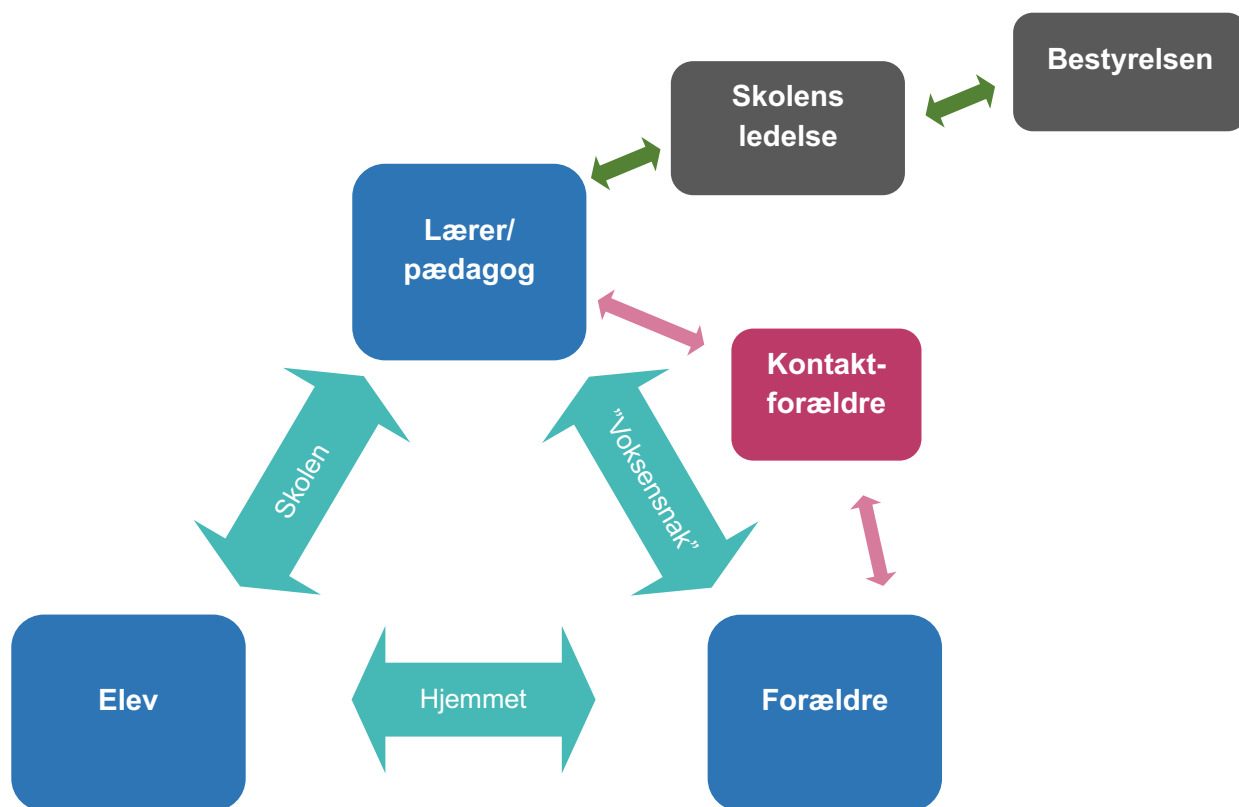 Bestyrelsen
Skolens
ledelse
Lærer/
pædagog
Kontakt-
forældre
Skolen
”Voksensnak”
Elev
Hjemmet
Forældre